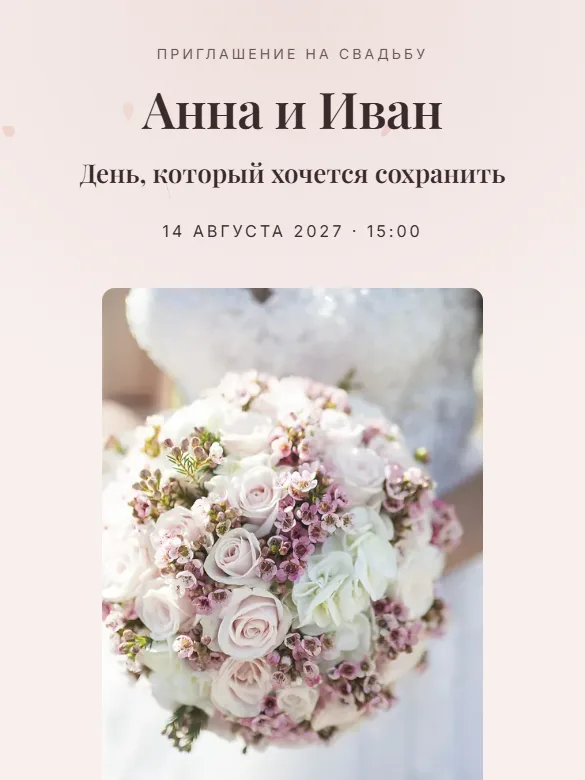 ПРИГЛАШЕНИЕ НА СВАДЬБУ
Анна и Иван
День, который хочется сохранить
14 АВГУСТА 2027 · 15:00